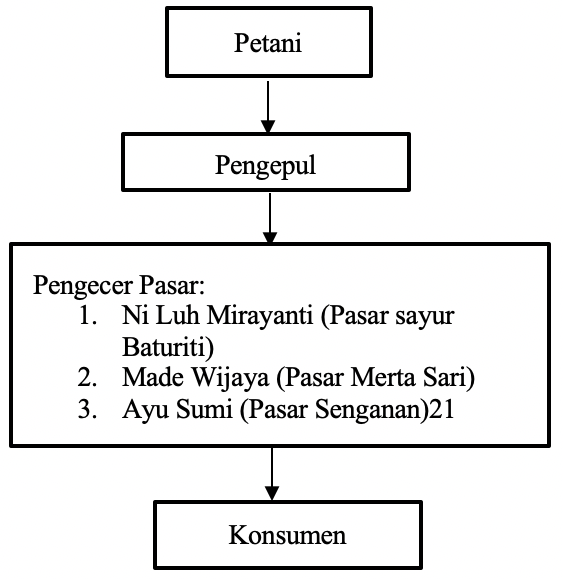 Petani
Pengepul
Pengecer Pasar:
1. Ni Luh Mirayanti (Pasar sayur
Baturiti)
2. Made Wijaya (Pasar Merta Sari)
3. Ayu Sumi (Pasar Senganan)21
Konsumen